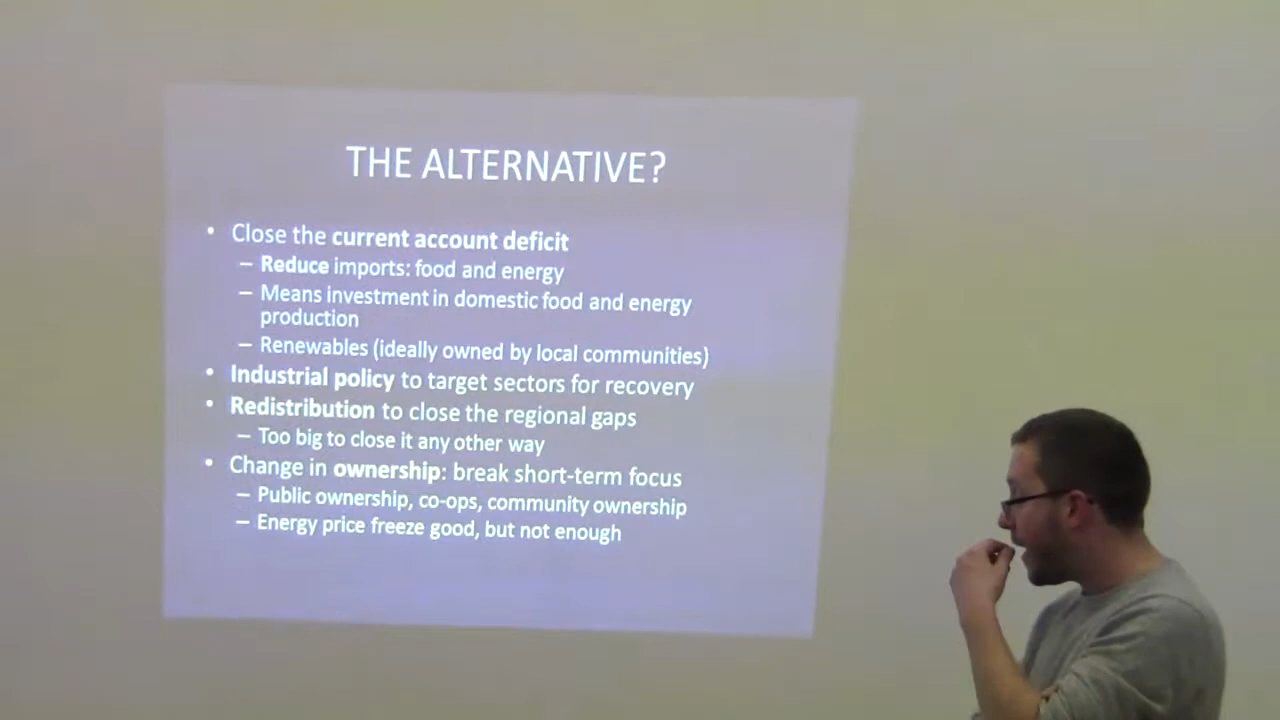 THE ALTERNATIVE?
• Close the current account deficit
– Reduce imports: food and energy
– Means investment in domestic food and energy
production
– Renewables (ideally owned by local communities)
• Industrial policy to target sectors for recovery
• Redistribution to close the regional gaps
– Too big to close it any other way
• Change in ownership: break short-term focus
– Public ownership, co-ops, community ownership
– Energy price freeze good, but not enough